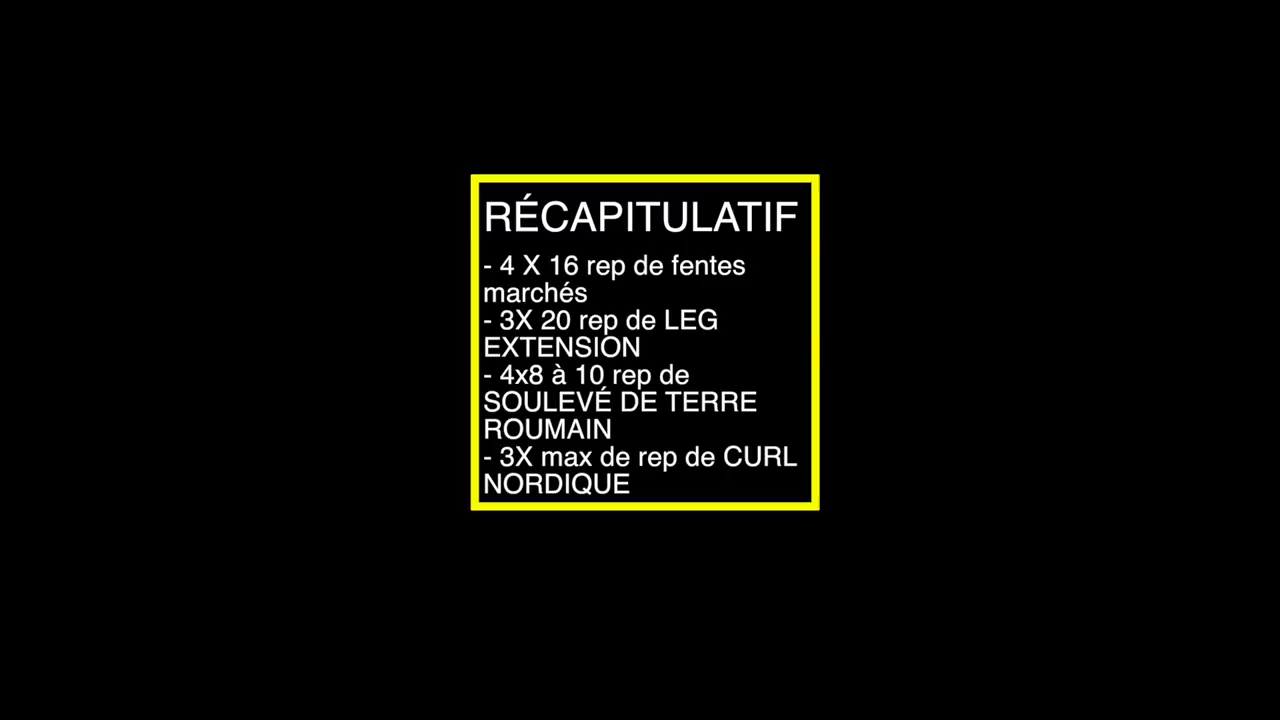 RÉCAPITULATIF
- 4 X 16 rep de fentes
marchés
- 3X 20 rep de LEG
EXTENSION
- 4x8 à 10 rep de
SOULEVÉ DE TERRE
ROUMAIN
- 3X max de rep de CURL
NORDIQUE